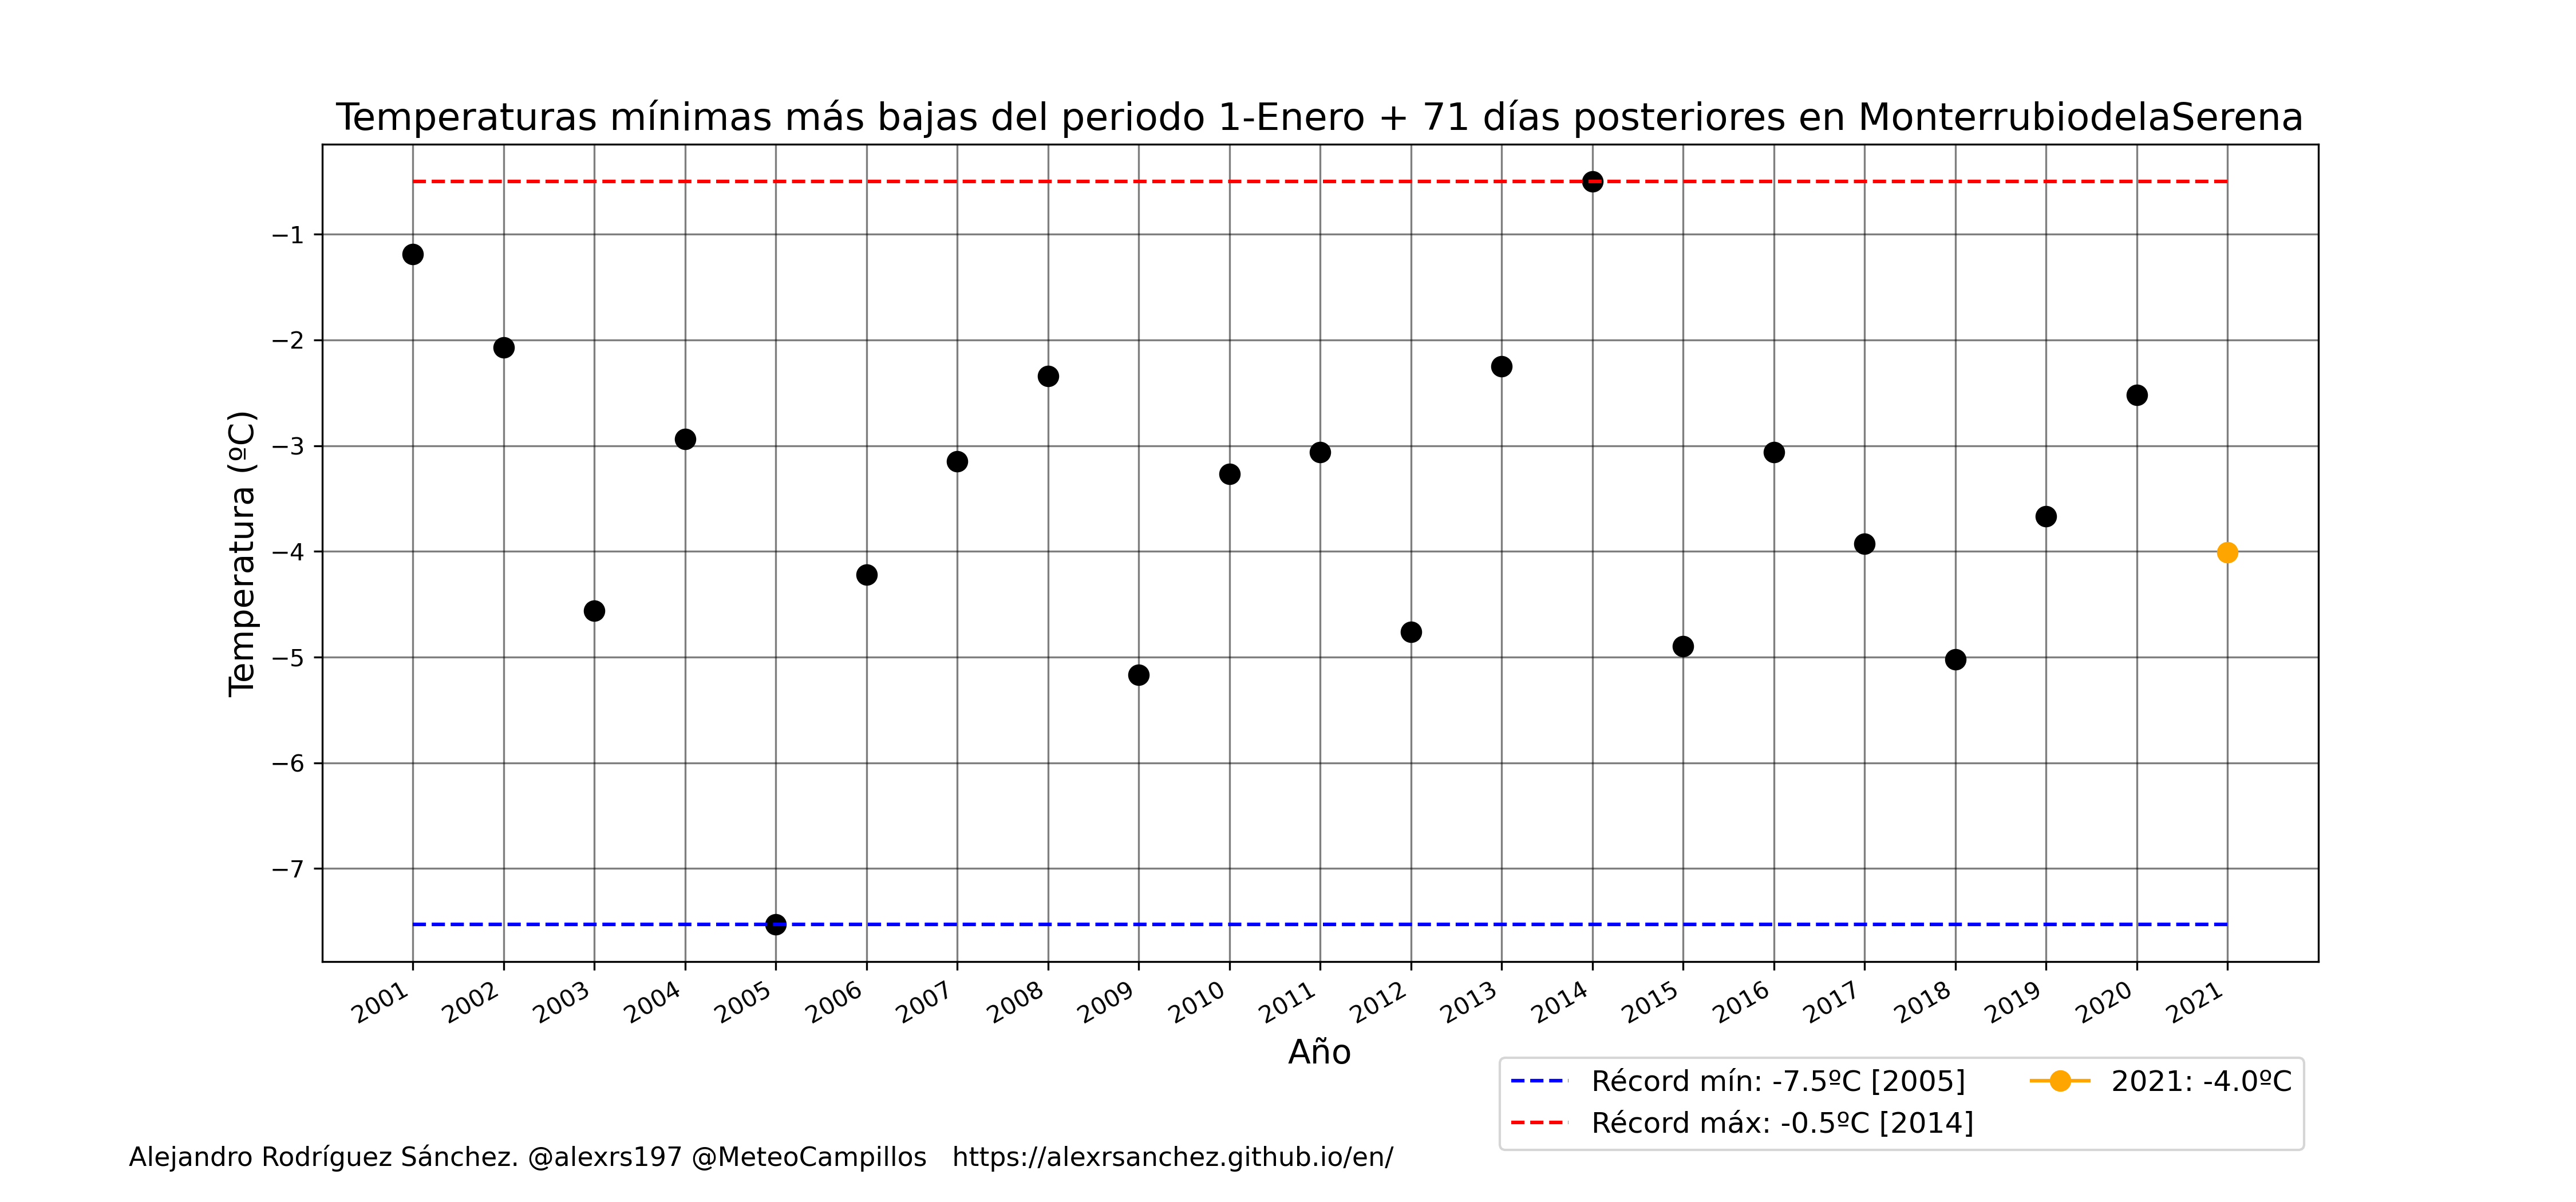 Temperaturas mínimas más bajas del periodo 1-Enero + 71 días posteriores en MonterrubiodelaSerena
Temperatura (ºC)
−1
−2
−3
−4
−5
−6
−7
2001 2002 2003 2004 2005 2006 2007 2008 2009 2010 2011 2012 2013 2014 2015 2016 2017 2018 2019 2020 2021
Año
Récord mín: -7.5ºC [2005]
Récord máx: -0.5ºC [2014]
2021: -4.0ºC
Alejandro Rodríguez Sánchez. @alexrs197 @MeteoCampillos https://alexrsanchez.github.io/en/